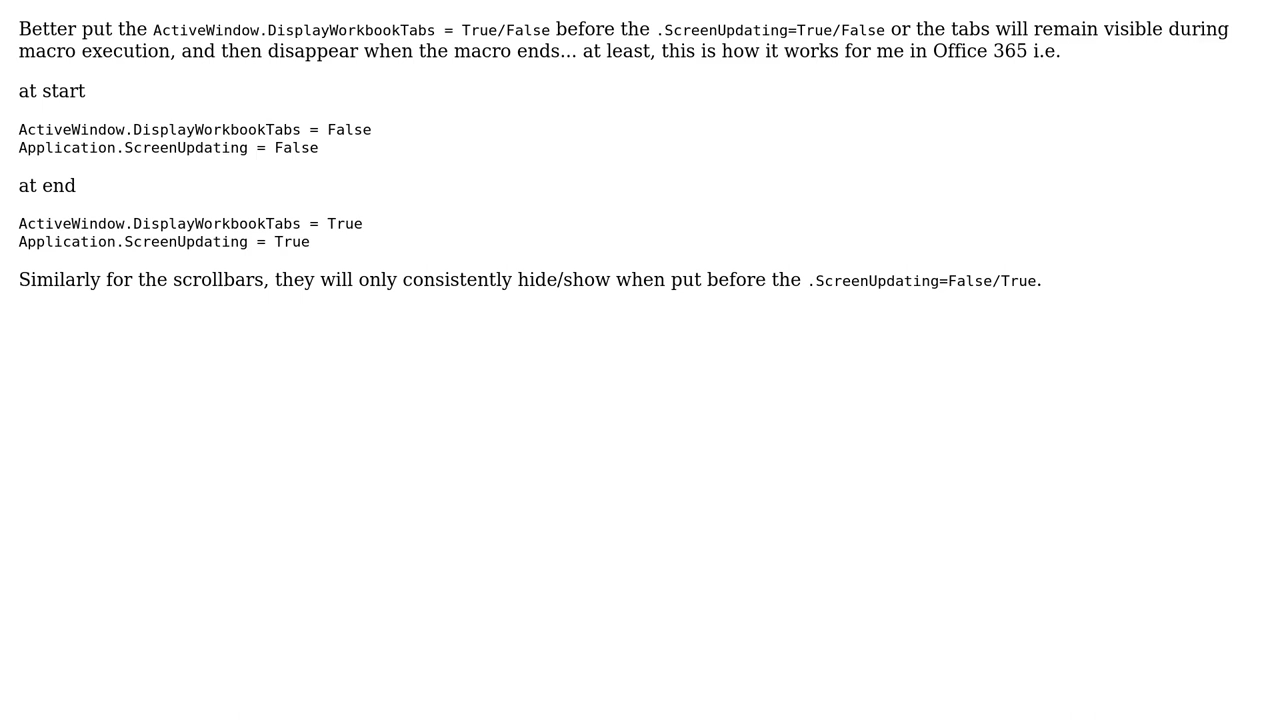 Better put the ActiveWindow.DisplayWorkbookTabs = True/False before the .ScreenUpdating=True/False or the tabs will remain visible during
macro execution, and then disappear when the macro ends... at least, this is how it works for me in Office 365 i.e.
at start
ActiveWindow.DisplayWorkbookTabs = False
Application.ScreenUpdating = False
at end
ActiveWindow.DisplayWorkbookTabs = True
Application.ScreenUpdating = True
Similarly for the scrollbars, they will only consistently hide/show when put before the .ScreenUpdating=False/True.